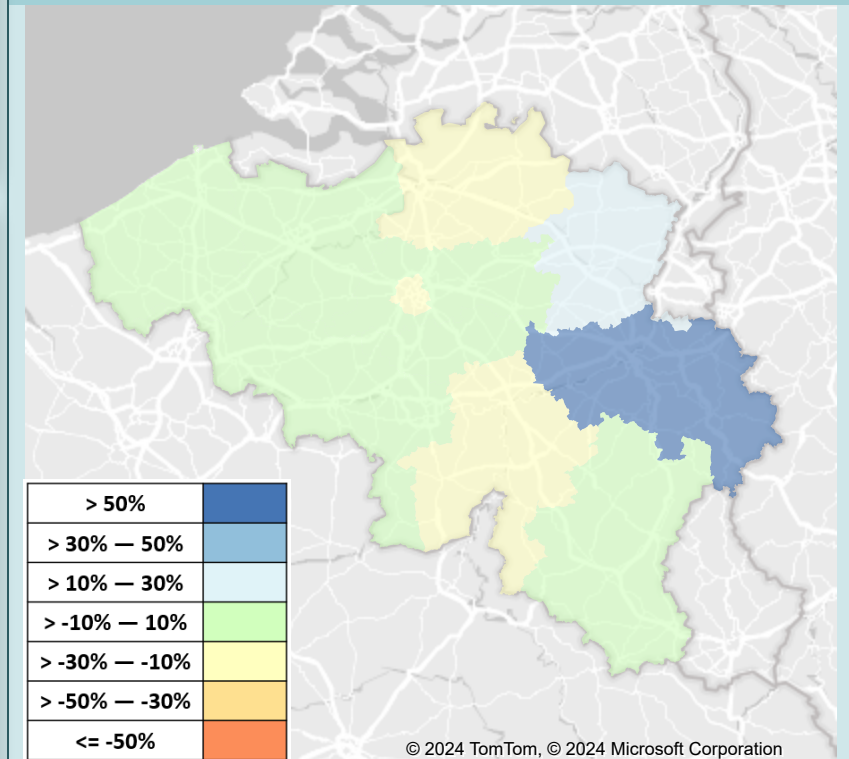 > 50%
> 30% — 50%
> 10% — 30%
> -10% — 10%
> -30% — -10%
> -50% — -30%
<= -50%
© 2024 TomTom, © 2024 Microsoft Corporation